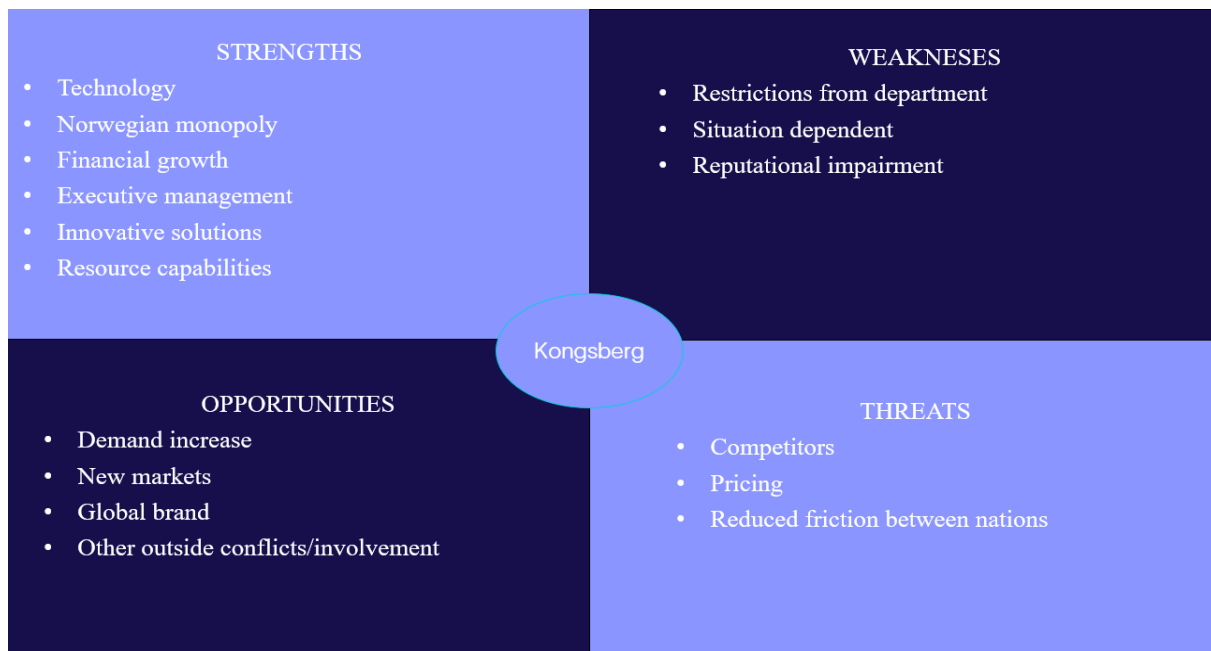 STRENGTHS
• Technology
• Norwegian monopoly
• Financial growth
• Executive management
• Innovative solutions
• Resource capabilities
WEAKNESES
• Restrictions from department
• Situation dependent
• Reputational impairment
Kongsberg
OPPORTUNITIES
• Demand increase
• New markets
• Global brand
• Other outside conflicts/involvement
THREATS
• Competitors
• Pricing
• Reduced friction between nations